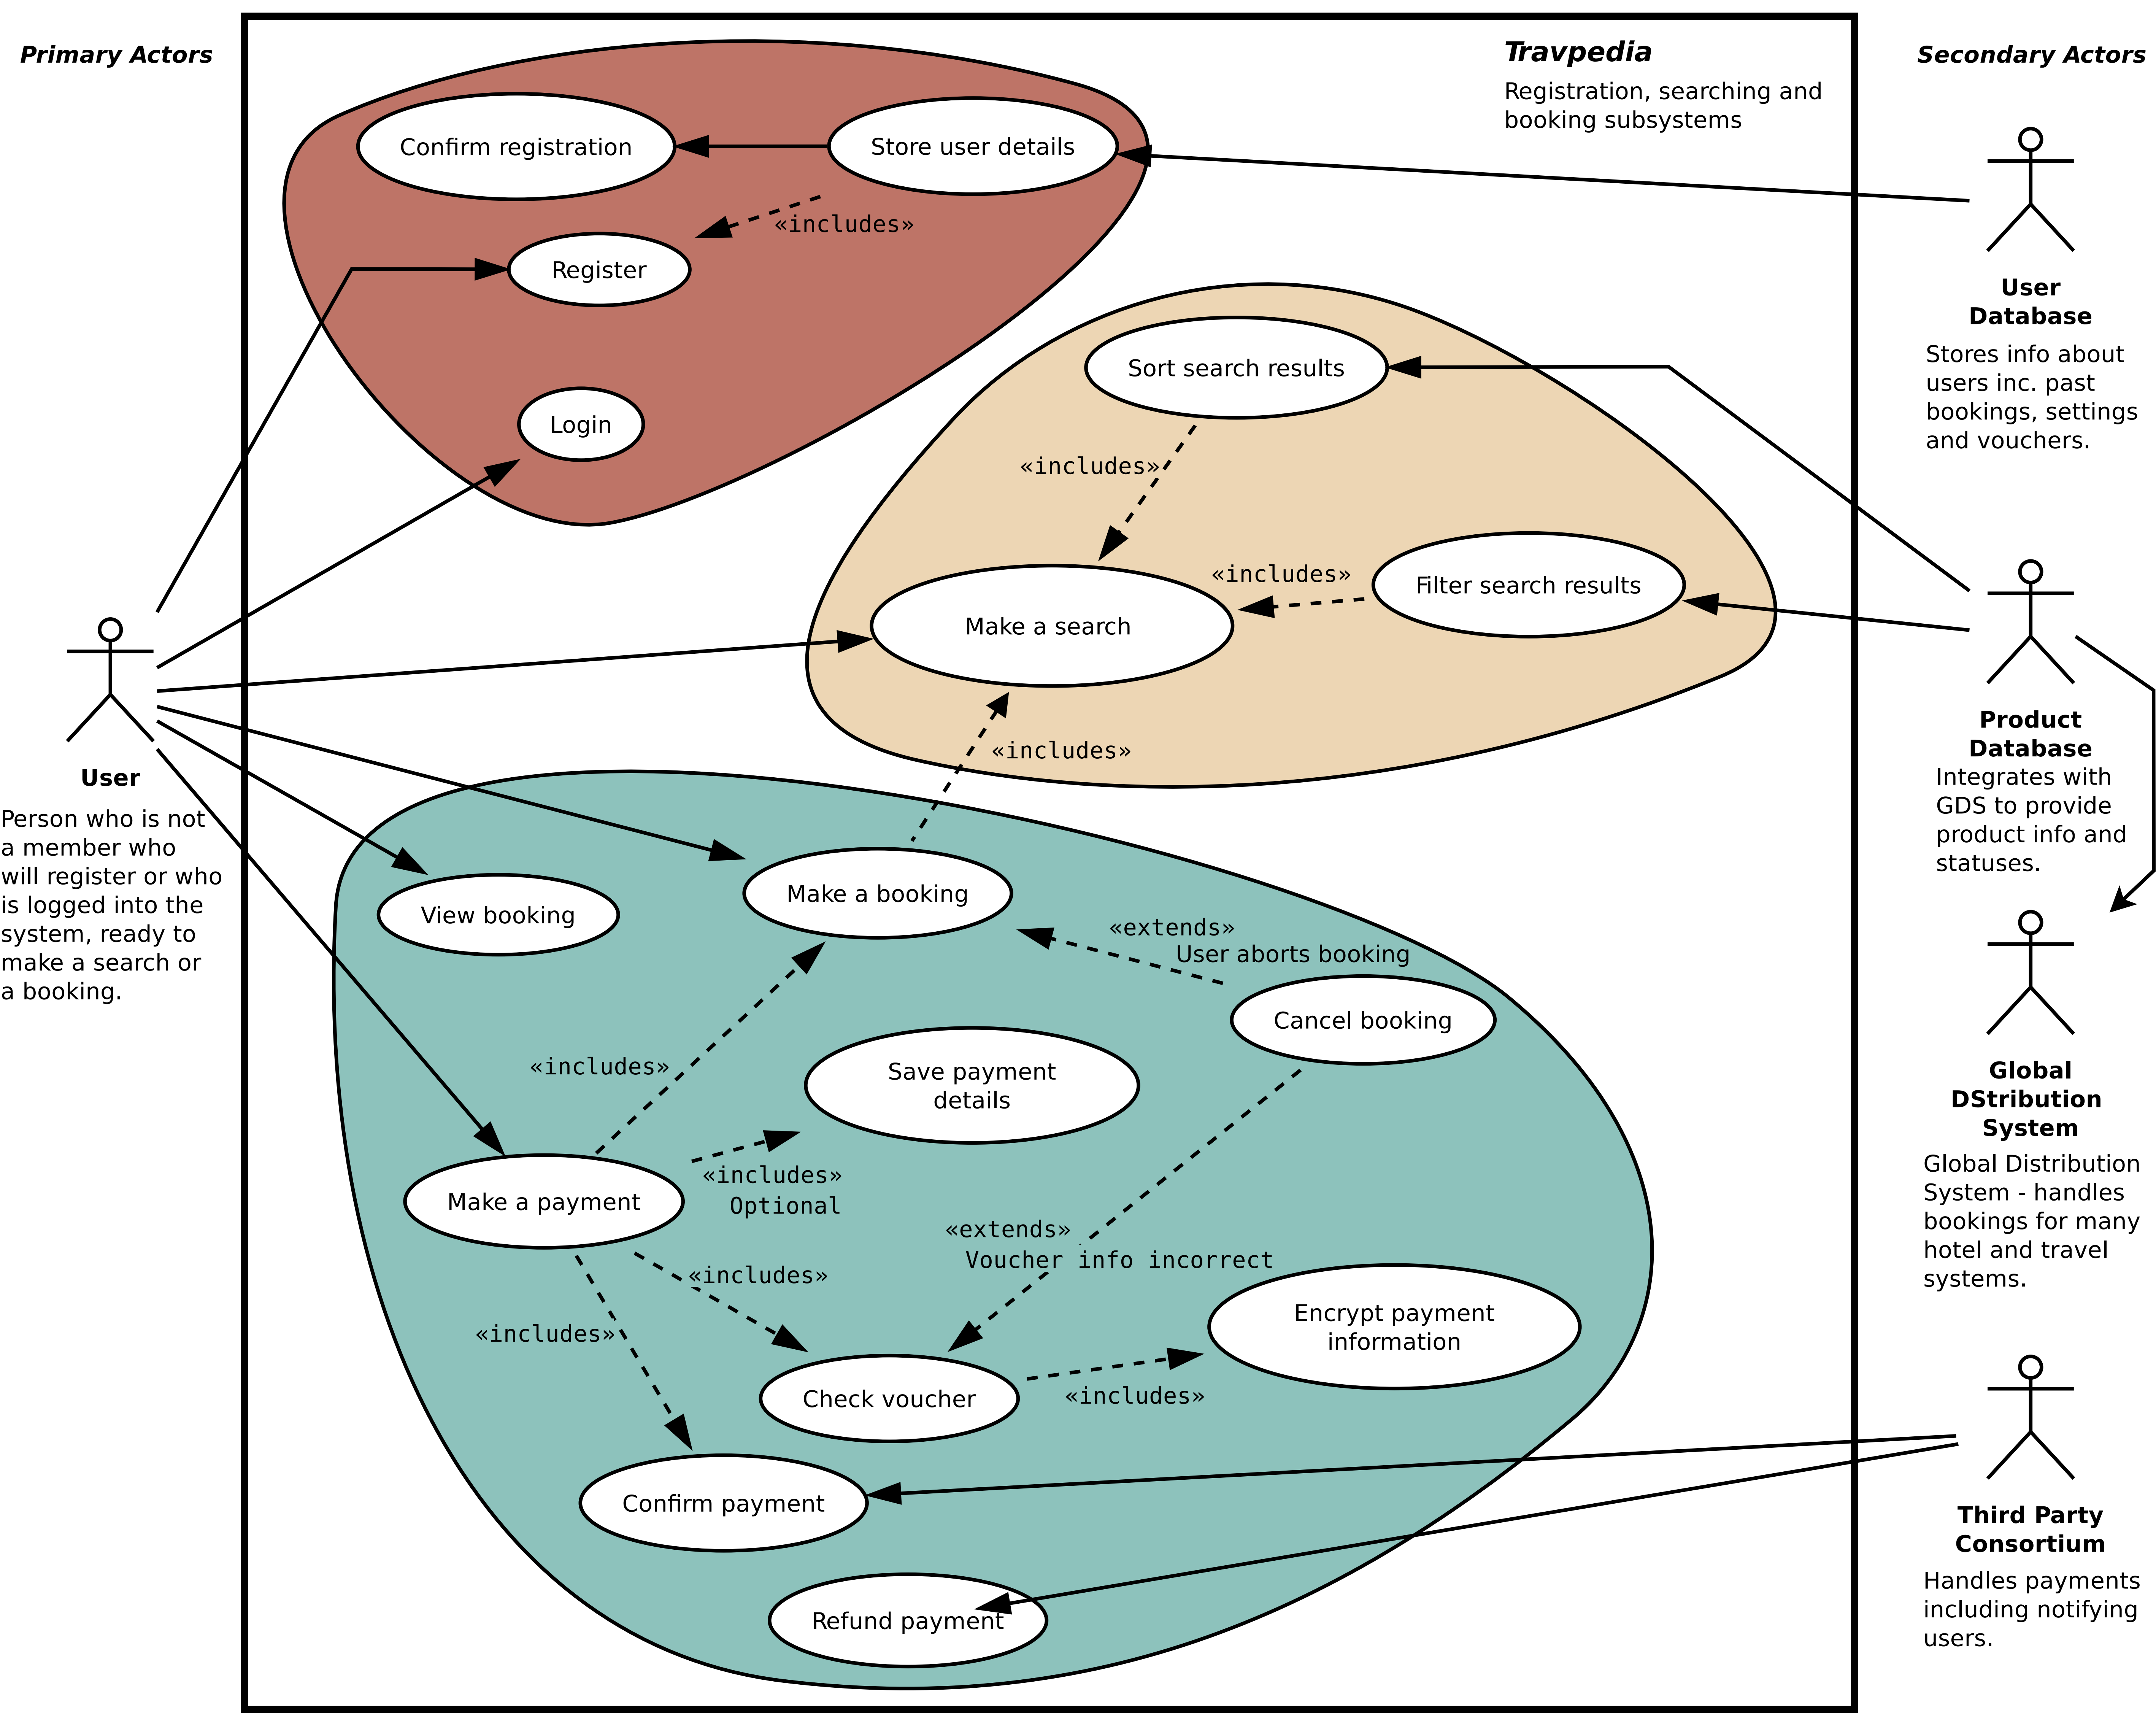 Primary Actors
Travpedia
Registration, searching and
booking subsystems
Secondary Actors
Confirm registration
Store user details
«includes»
Register
Login
User
Database
Stores info about
users inc. past
bookings, settings
and vouchers.
Sort search results
«includes»
«includes»
Filter search results
Make a search
«includes»
User
Person who is not
a member who
will register or who
is logged into the
system, ready to
make a search or
a booking.
Product
Database
Integrates with
GDS to provide
product info and
statuses.
View booking
Make a booking
«extends»
User aborts booking
Cancel booking
«includes»
Save payment
details
Make a payment
«includes»
Optional
«extends»
Voucher info incorrect
«includes»
«includes»
Encrypt payment
information
Check voucher
«includes»
Confirm payment
Refund payment
Global
DStribution
System
Global Distribution
System - handles
bookings for many
hotel and travel
systems.
Third Party
Consortium
Handles payments
including notifying
users.